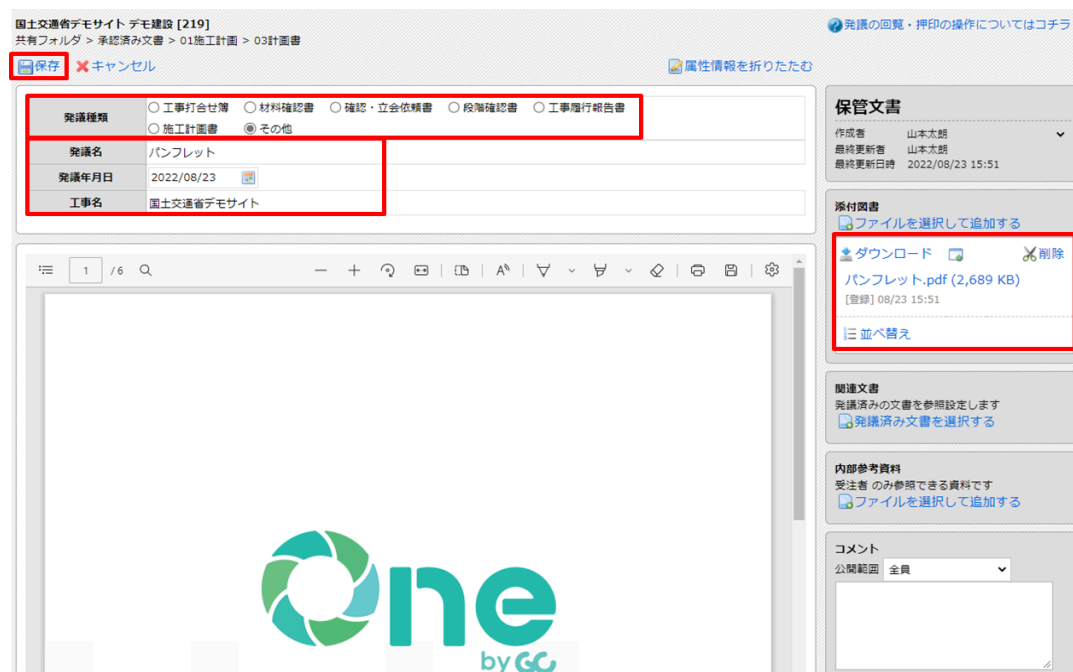 国土交通省デモサイト デモ建設 [219]
発議の回覧・押印の操作についてはコチラ
共有フォルダ > 承認済み文書 > 01施工計画 > 03計画書
保存 キャンセル
属性情報を折りたたむ
発議種類
工事打合せ簿 材料確認書 確認・立会依頼書 段階確認書 工事履行報告書
施工計画書 その他
発議名 パンフレット
発議年月日 2022/08/23
工事名 国土交通省デモサイト
1 /6
One
by GC
保管文書
作成者 山本太朗
最終更新者 山本太朗
最終更新日時 2022/08/23 15:51
添付図書
ファイルを選択して追加する
ダウンロード 削除
パンフレット.pdf (2,689 KB)
[登録] 08/23 15:51
並べ替え
関連文書
発議済みの文書を参照設定します
発議済み文書を選択する
内部参考資料
受注者 のみ参照できる資料です
ファイルを選択して追加する
コメント
公開範囲 全員